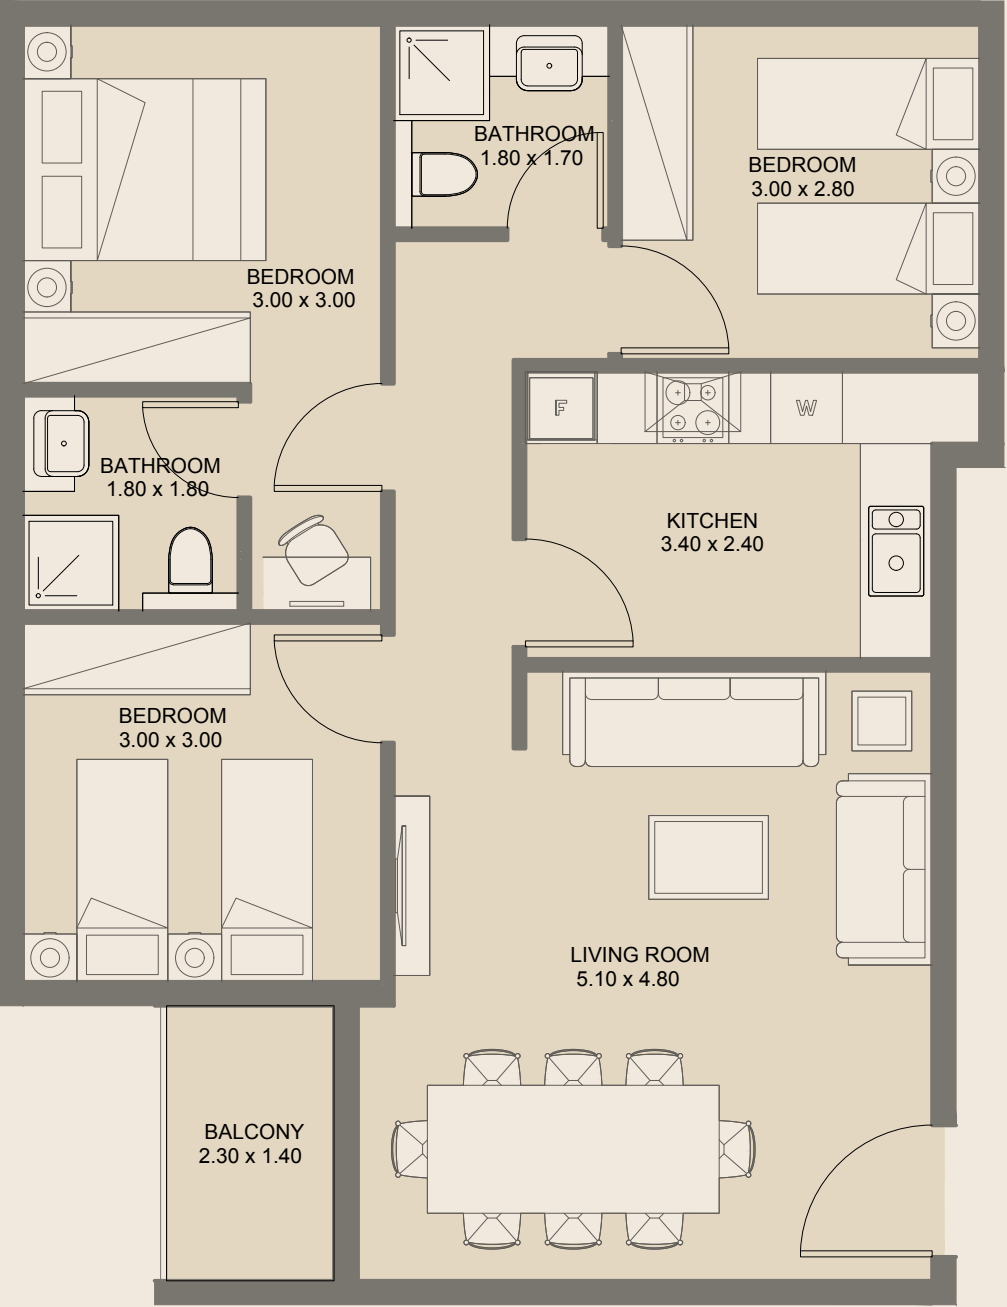 BATHROOM
1.80 x 1.70
BEDROOM
3.00 x 2.80
BEDROOM
3.00 x 3.00
F
W
BATHROOM
1.80 x 1.80
KITCHEN
3.40 x 2.40
BEDROOM
3.00 x 3.00
LIVING ROOM
5.10 x 4.80
BALCONY
2.30 x 1.40